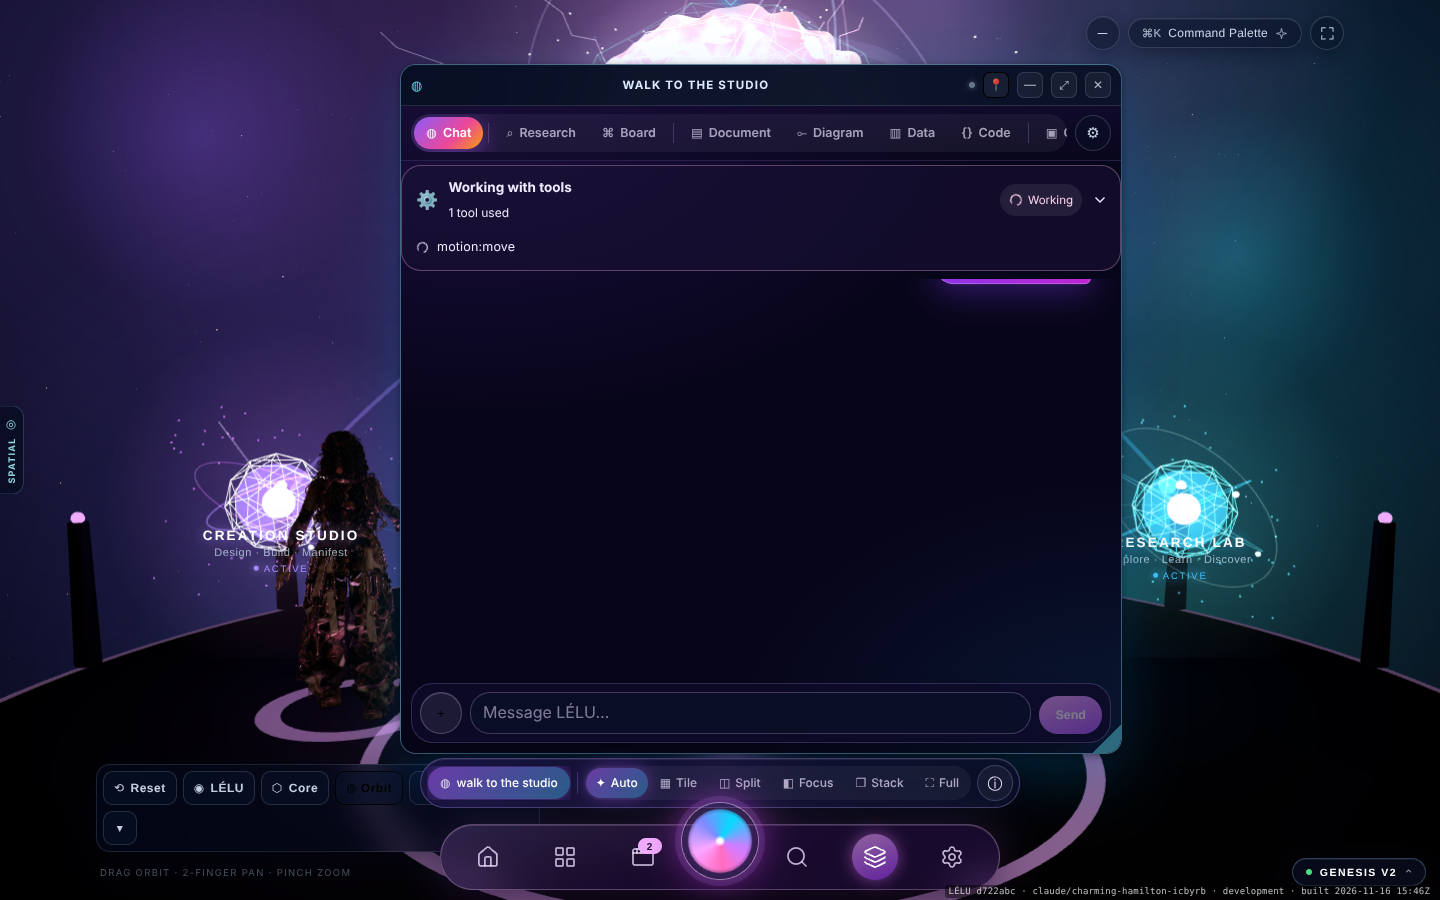 ⌘K Command Palette
WALK TO THE STUDIO
Chat
Research
Board
Document
Diagram
Data
{} Code
Working with tools
1 tool used
Working
motion:move
SPATIAL
CREATION STUDIO
Design · Build · Manifest
ACTIVE
ESEARCH LAB
plore · Learn · Discover
ACTIVE
Message LÉLU...
Send
Reset
LÉLU
Core
Orbit
walk to the studio
Auto
Tile
Split
Focus
Stack
Full
2
DRAG ORBIT · 2-FINGER PAN · PINCH ZOOM
GENESIS V2
LÉLU d722abc · claude/charming-hamilton-icbyrb · development · built 2026-11-16 15:46Z